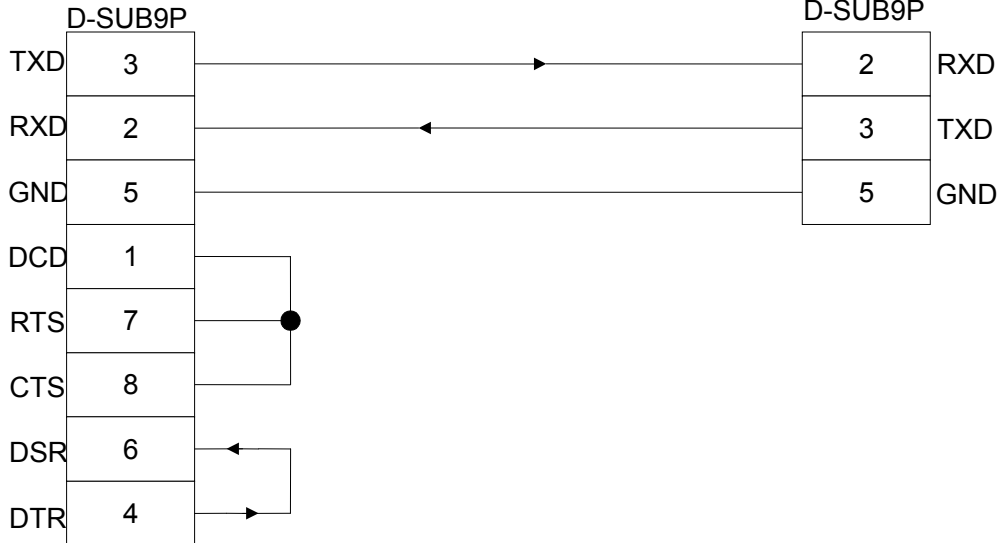 D-SUB9P D-SUB9P
TXD 3 2 RXD
RXD 2 3 TXD
GND 5 5 GND
DCD 1
RTS 7
CTS 8
DSR 6
DTR 4